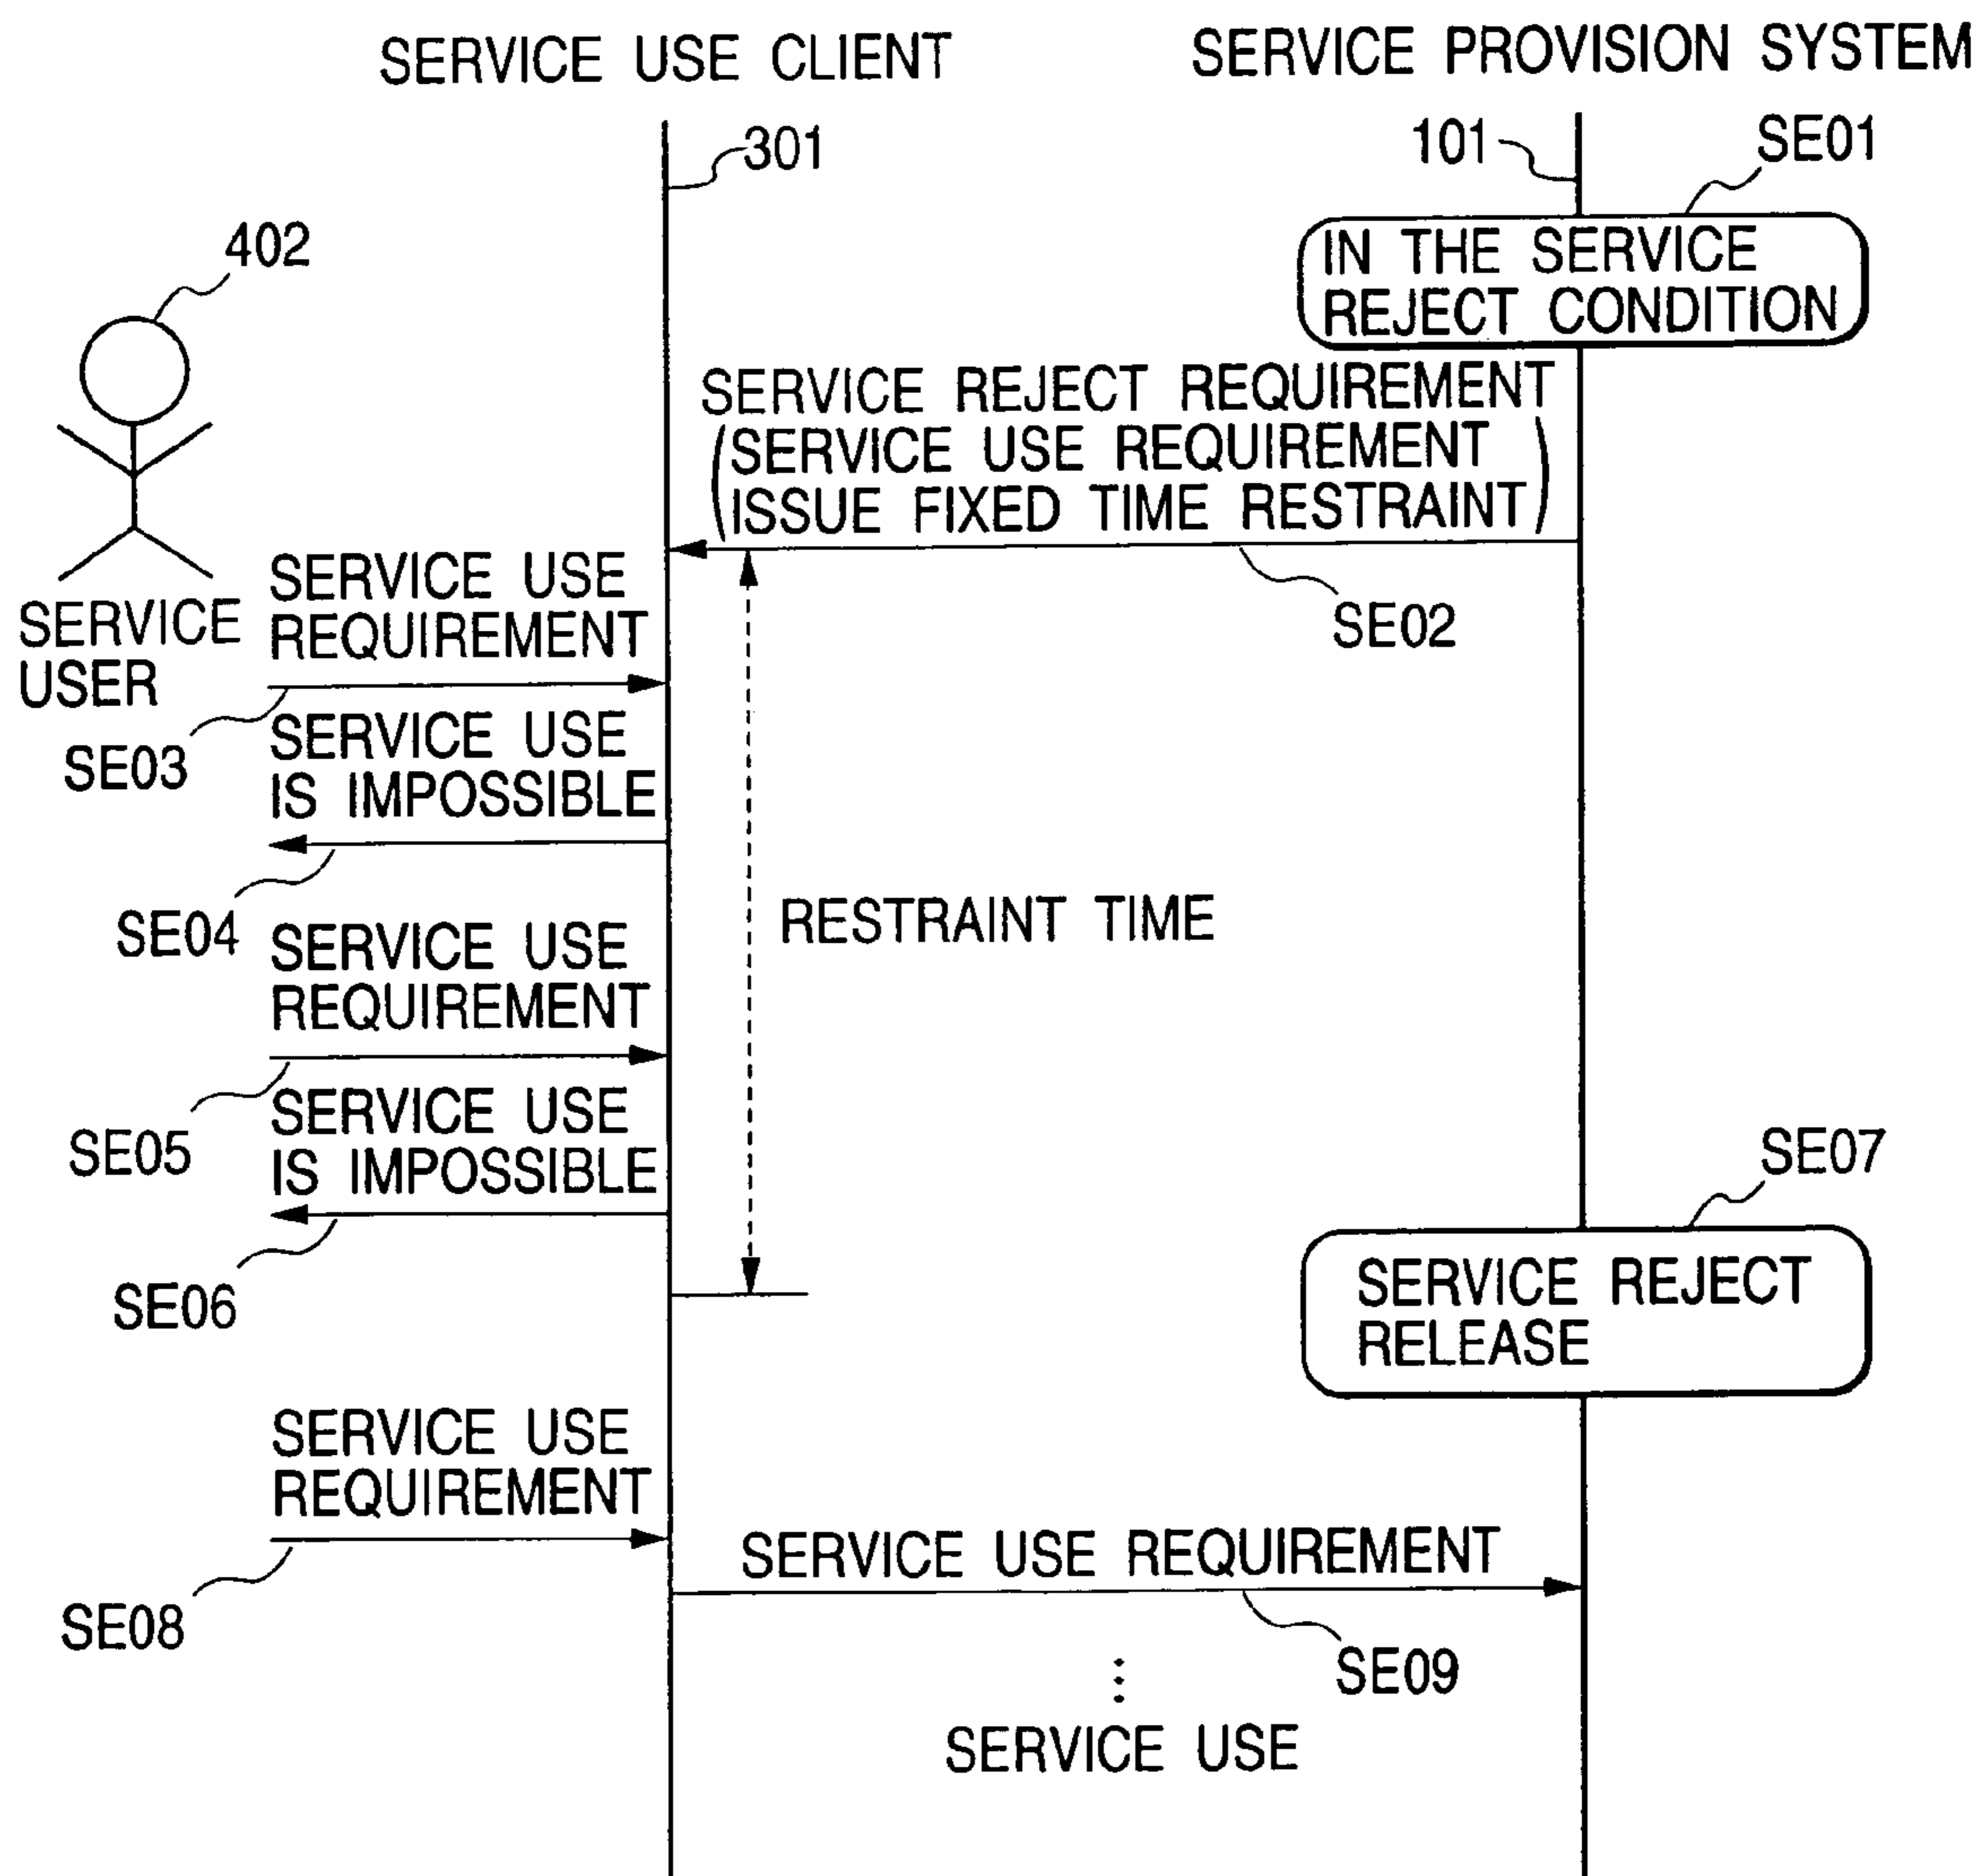 SERVICE USE CLIENT
SERVICE PROVISION SYSTEM
301
101
SE01
402
IN THE SERVICE
REJECT CONDITION
SERVICE REJECT REQUIREMENT
(SERVICE USE REQUIREMENT
ISSUE FIXED TIME RESTRAINT)
SE02
SERVICE
USER
SERVICE USE
REQUIREMENT
SE03
SERVICE USE
IS IMPOSSIBLE
SE04
RESTRAINT TIME
SERVICE USE
REQUIREMENT
SE05
SERVICE USE
IS IMPOSSIBLE
SE06
SE07
SERVICE REJECT
RELEASE
SERVICE USE
REQUIREMENT
SE08
SERVICE USE REQUIREMENT
SE09
SERVICE USE